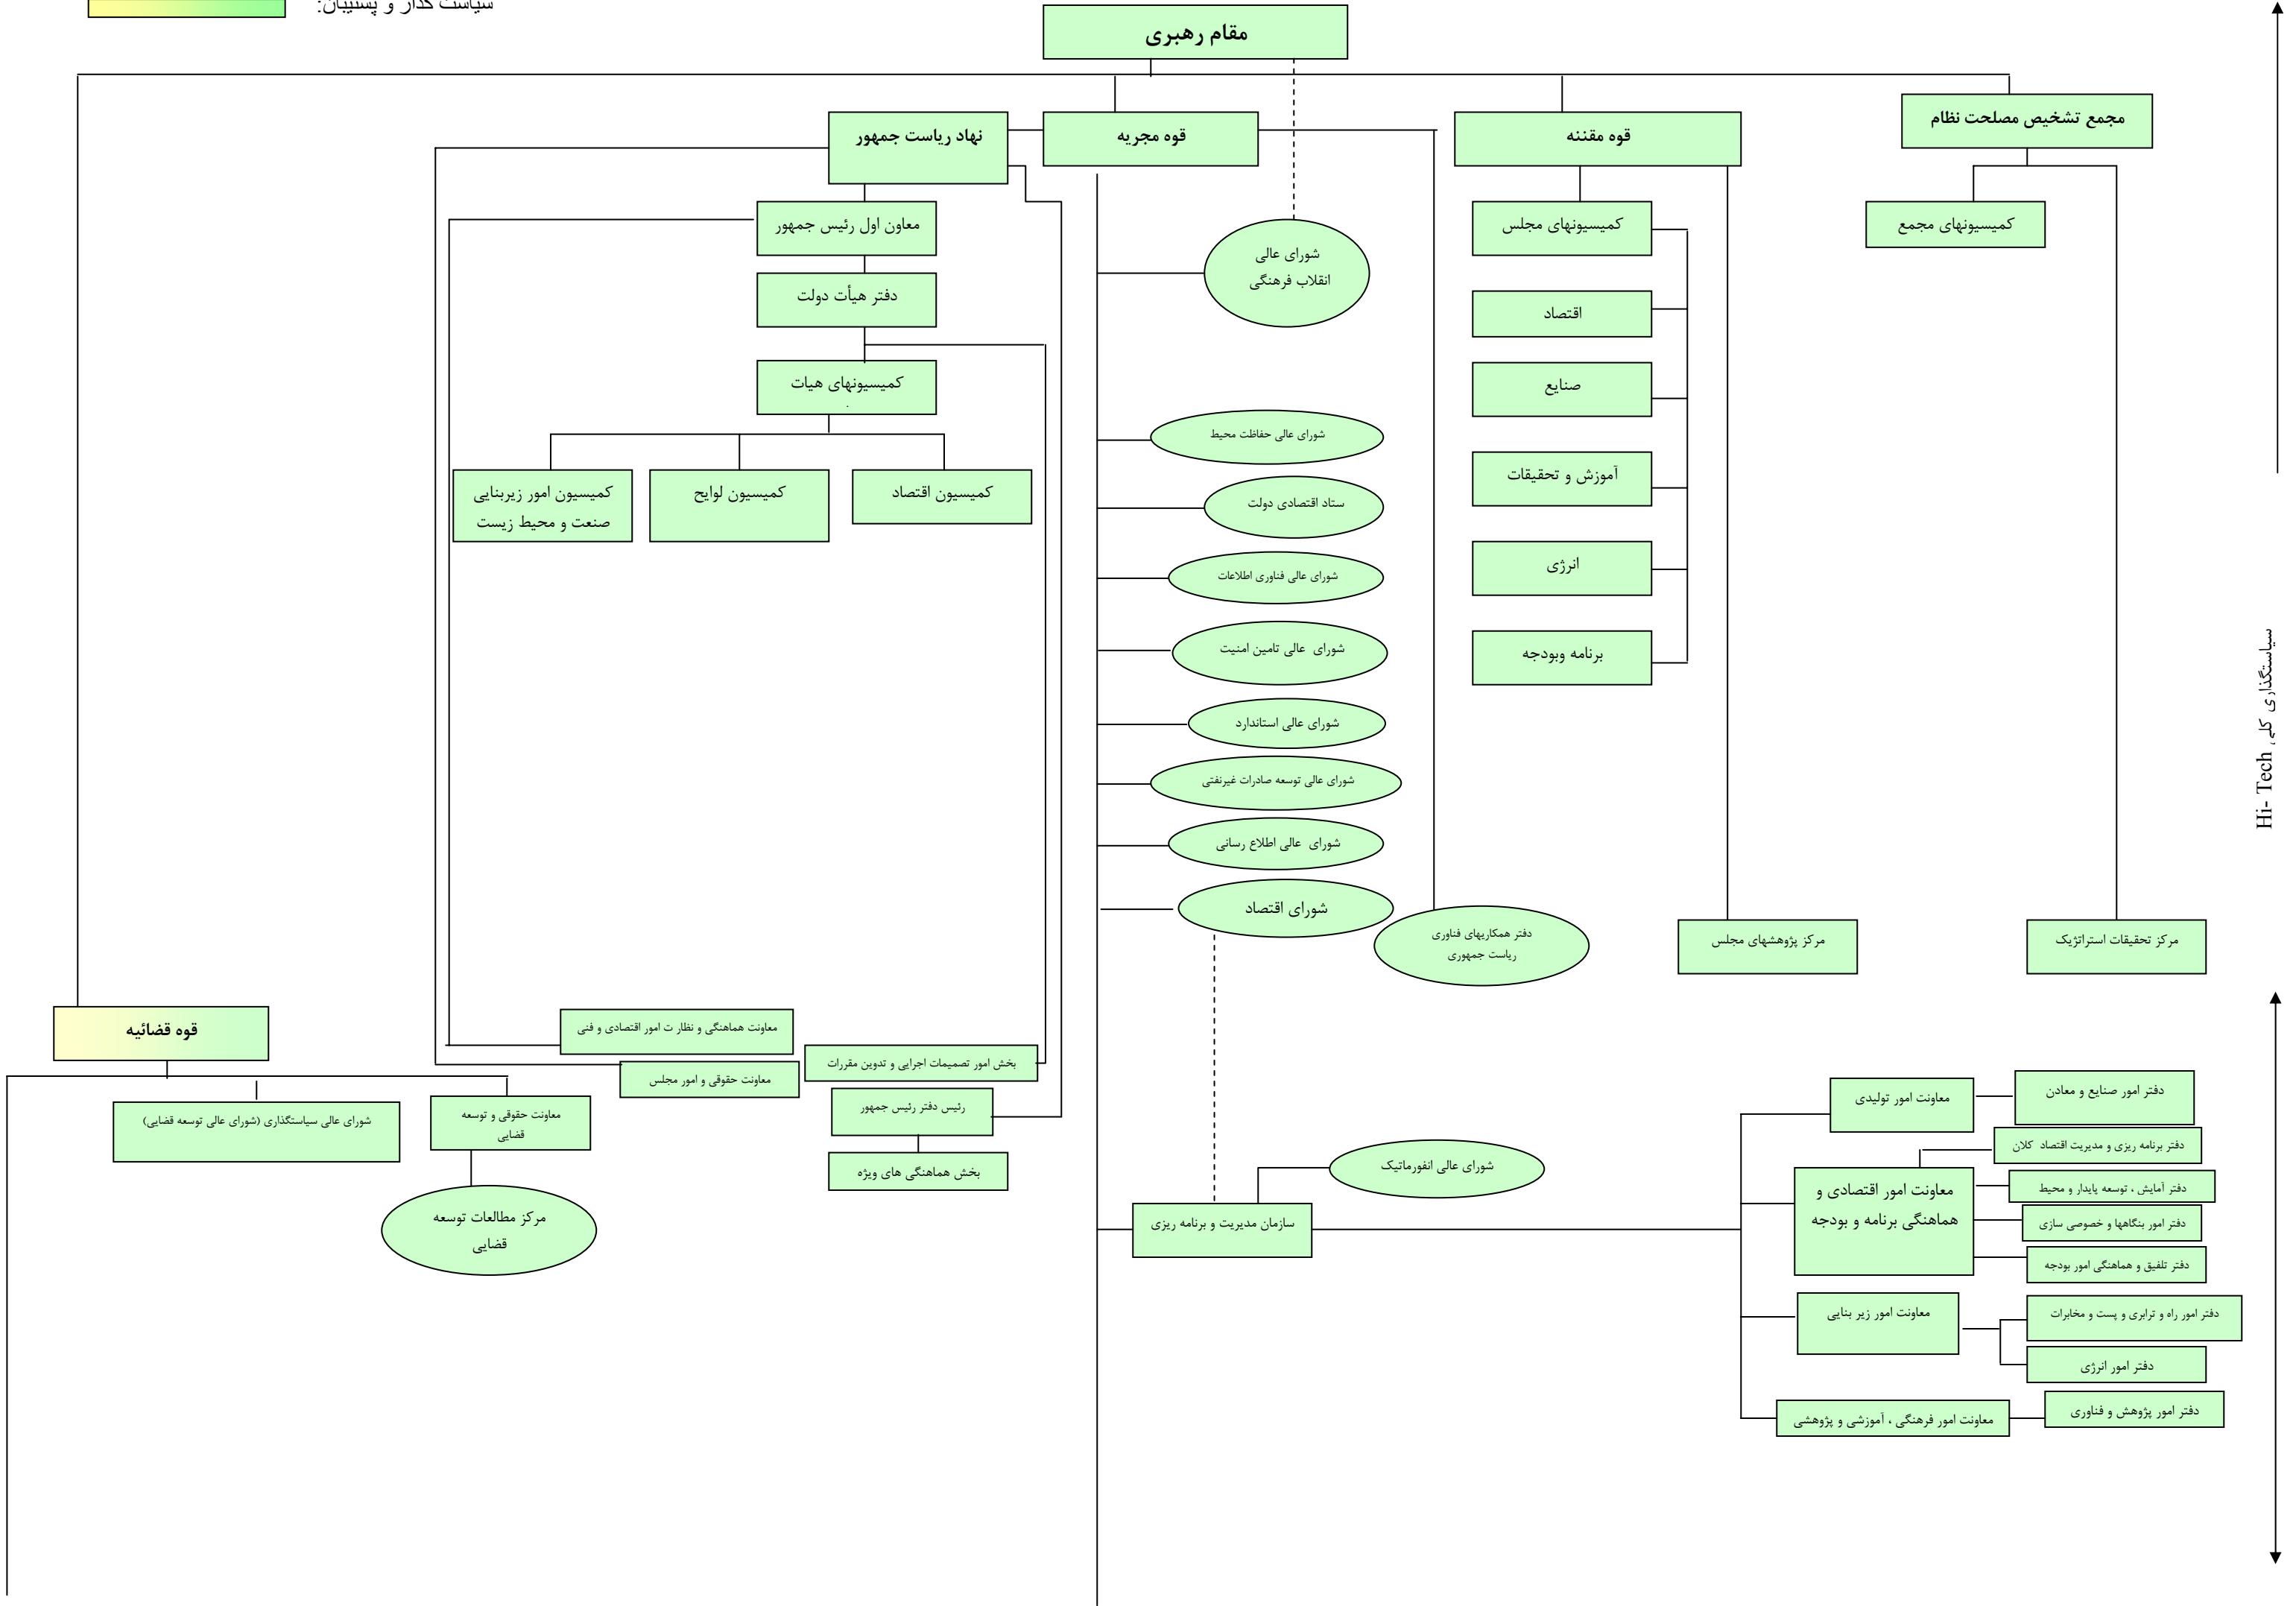 سیاست گذار و پشتیبان:
مقام رهبری
مجمع تشخیص مصلحت نظام
قوه مقننه
قوه مجریه
نهاد ریاست جمهور
کمیسیونهای مجمع
کمیسیونهای مجلس
معاون اول رئیس جمهور
شورای عالی
انقلاب فرهنگی
دفتر هیأت دولت
اقتصاد
کمیسیونهای هیات
صنایع
شورای عالی حفاظت محیط
آموزش و تحقیقات
کمیسیون اقتصاد
کمیسیون لوایح
کمیسیون امور زیربنایی
صنعت و محیط زیست
ستاد اقتصادی دولت
انرژی
شورای عالی فناوری اطلاعات
برنامه وبودجه
شورای عالی تامین امنیت
شورای عالی استاندارد
سیاستگذاری کلی، Hi- Tech
شورای عالی توسعه صادرات غیرنفتی
شورای عالی اطلاع رسانی
شورای اقتصاد
دفتر همکاریهای فناوری
ریاست جمهوری
مرکز پژوهشهای مجلس
مرکز تحقیقات استراتژیک
قوه قضائیه
معاونت هماهنگی و نظار ت امور اقتصادی و فنی
بخش امور تصمیمات اجرایی و تدوین مقررات
معاونت حقوقی و امور مجلس
رئیس دفتر رئیس جمهور
بخش هماهنگی های ویژه
شورای عالی سیاستگذاری (شورای عالی توسعه قضایی)
معاونت حقوقی و توسعه
قضایی
مرکز مطالعات توسعه
قضایی
شورای عالی انفورماتیک
سازمان مدیریت و برنامه ریزی
معاونت امور تولیدی
دفتر امور صنایع و معادن
دفتر برنامه ریزی و مدیریت اقتصاد کلان
معاونت امور اقتصادی و
هماهنگی برنامه و بودجه
دفتر آمایش ، توسعه پایدار و محیط
دفتر امور بنگاهها و خصوصی سازی
دفتر تلفیق و هماهنگی امور بودجه
معاونت امور زیر بنایی
دفتر امور راه و ترابری و پست و مخابرات
دفتر امور انرژی
معاونت امور فرهنگی ، آموزشی و پژوهشی
دفتر امور پژوهش و فناوری